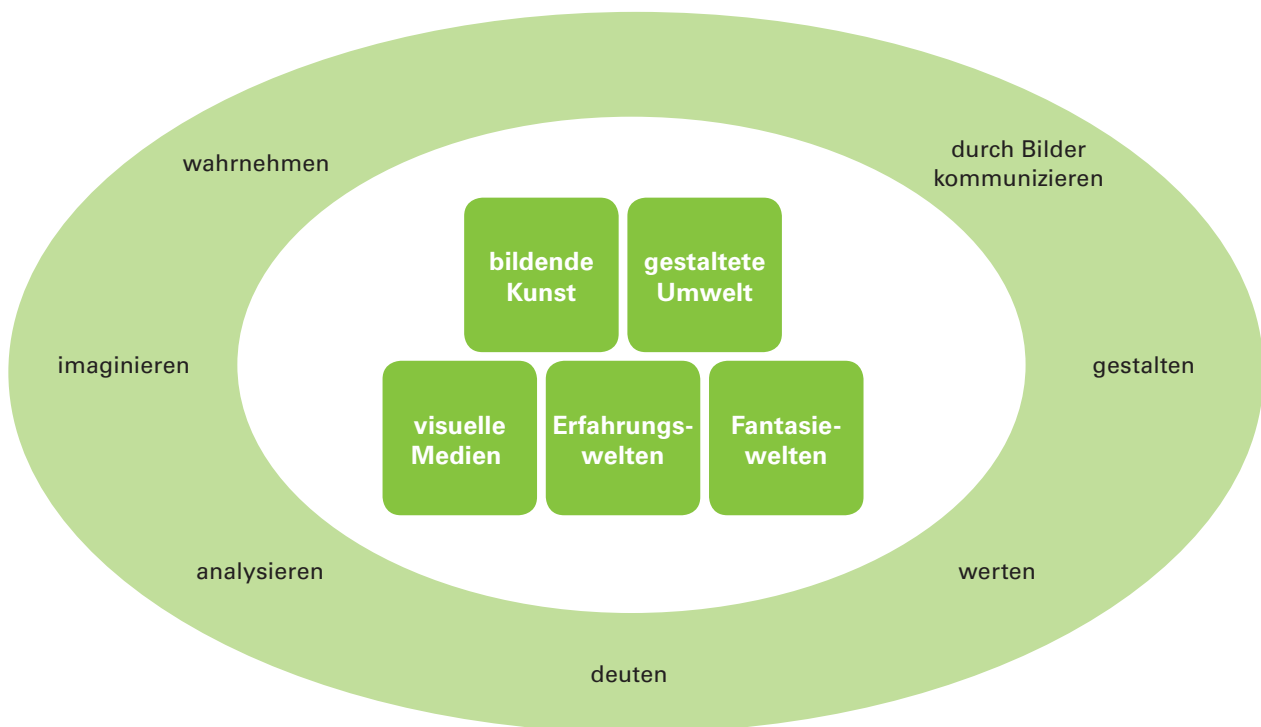 wahrnehmen
durch Bilder
kommunizieren
bildende
Kunst
gestaltete
Umwelt
imaginieren
gestalten
visuelle
Medien
Erfahrungs-
welten
Fantasie-
welten
analysieren
werten
deuten